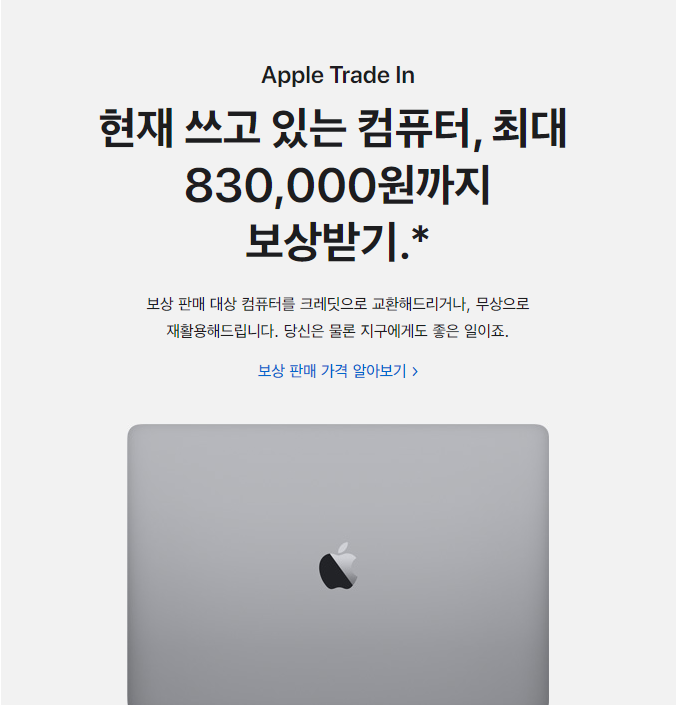 Apple Trade In
현재 쓰고 있는 컴퓨터, 최대
830,000원까지
보상받기.*
보상 판매 대상 컴퓨터를 크레딧으로 교환해드리거나, 무상으로
재활용해드립니다. 당신은 물론 지구에게도 좋은 일이죠.
보상 판매 가격 알아보기 >